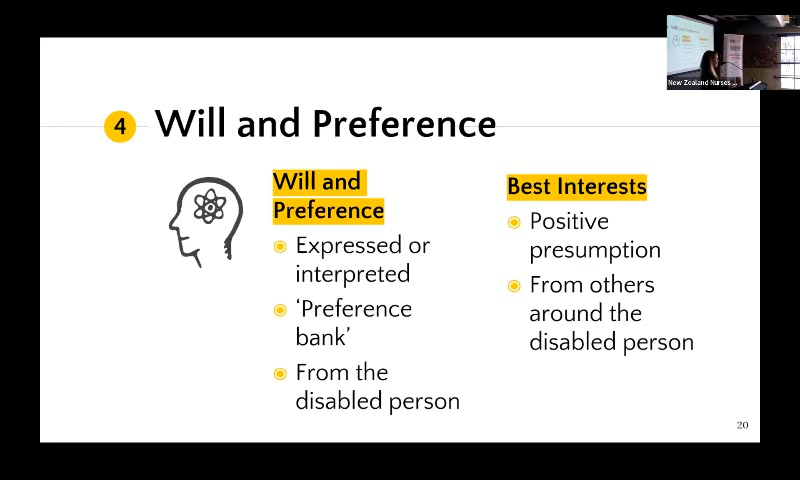 New Zealand Nurses ...
4 Will and Preference
Will and
Preference
Expressed or
interpreted
‘Preference
bank’
From the
disabled person
Best Interests
Positive
presumption
From others
around the
disabled person
20